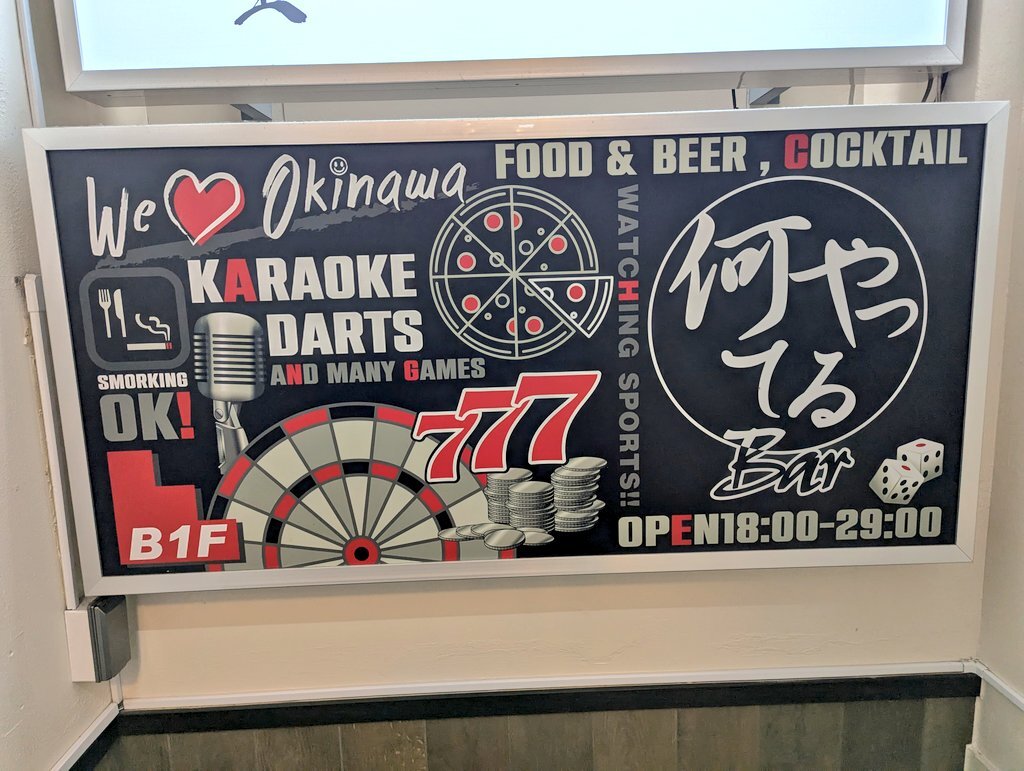 We Okinawa
FOOD & BEER , COCKTAIL
KARAOKE
DARTS
AND MANY GAMES
SMORKING
OK!
777
B1F
WATCHING SPORTS!!
何やっ
てる
Bar
OPEN18:00-29:00